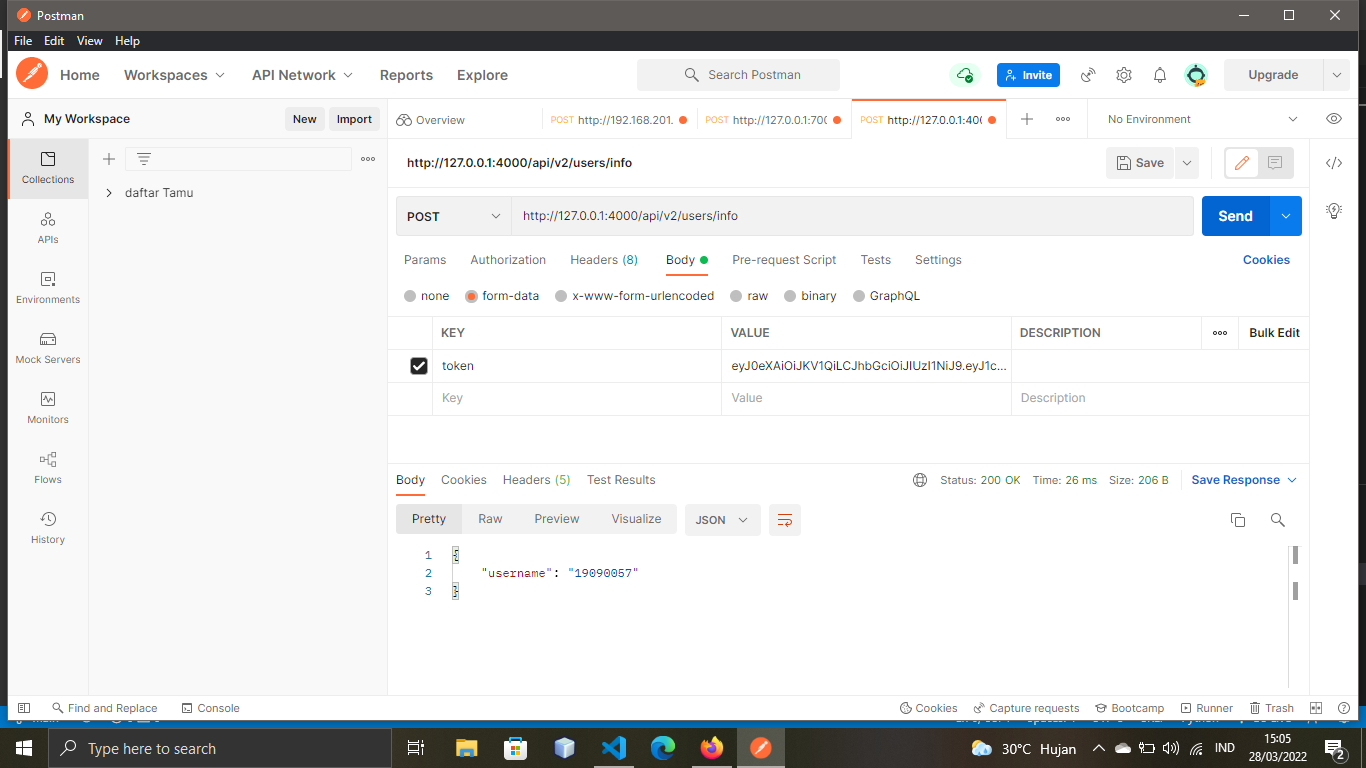 Postman
File Edit View Help
Home Workspaces API Network Reports Explore Search Postman Invite Upgrade
My Workspace New Import Overview POST http://192.168.201. POST http://127.0.0.1:700 POST http://127.0.0.1:400 No Environment
http://127.0.0.1:4000/api/v2/users/info Save
Collections
daftar Tamu
APIs
Environments
Mock Servers
Monitors
Flows
History
POST http://127.0.0.1:4000/api/v2/users/info Send
Params Authorization Headers (8) Body Pre-request Script Tests Settings Cookies
none form-data x-www-form-urlencoded raw binary GraphQL
KEY VALUE DESCRIPTION Bulk Edit
token eyJ0eXAiOiJKV1QiLCJhbGciOiJIUzI1NiJ9.eyJ1c...
Key Value Description
Body Cookies Headers (5) Test Results Status: 200 OK Time: 26 ms Size: 206 B Save Response
Pretty Raw Preview Visualize JSON
1 {
2 "username": "19090057"
3 }
Find and Replace Console Cookies Capture requests Bootcamp Runner Trash
Type here to search 30°C Hujan IND 15:05
28/03/2022 2